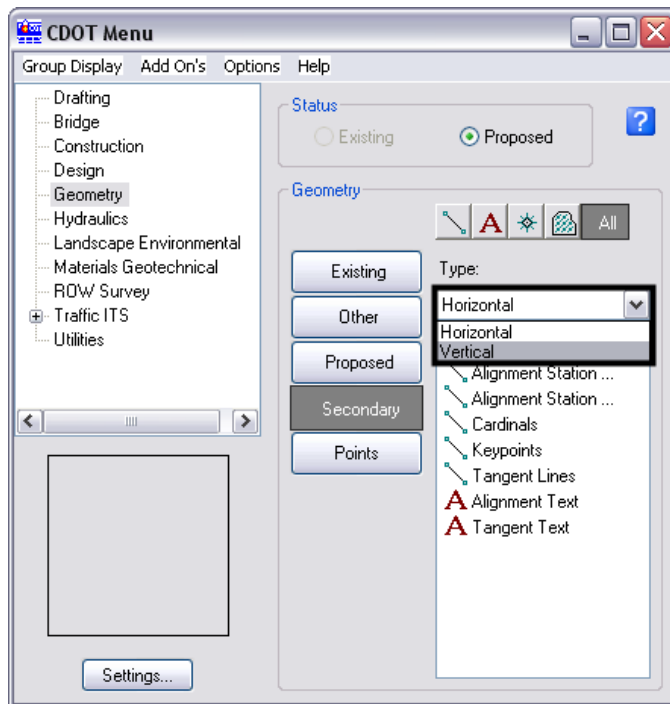 CDOT Menu
Group Display Add On's Options Help
Drafting
Bridge
Construction
Design
Geometry
Hydraulics
Landscape Environmental
Materials Geotechnical
ROW Survey
Traffic ITS
Utilities
Settings...
Status
Existing Proposed
?
Geometry
A All
Existing
Other
Proposed
Secondary
Points
Type:
Horizontal
Horizontal
Vertical
Alignment Station ...
Alignment Station ...
Cardinals
Keypoints
Tangent Lines
A Alignment Text
A Tangent Text